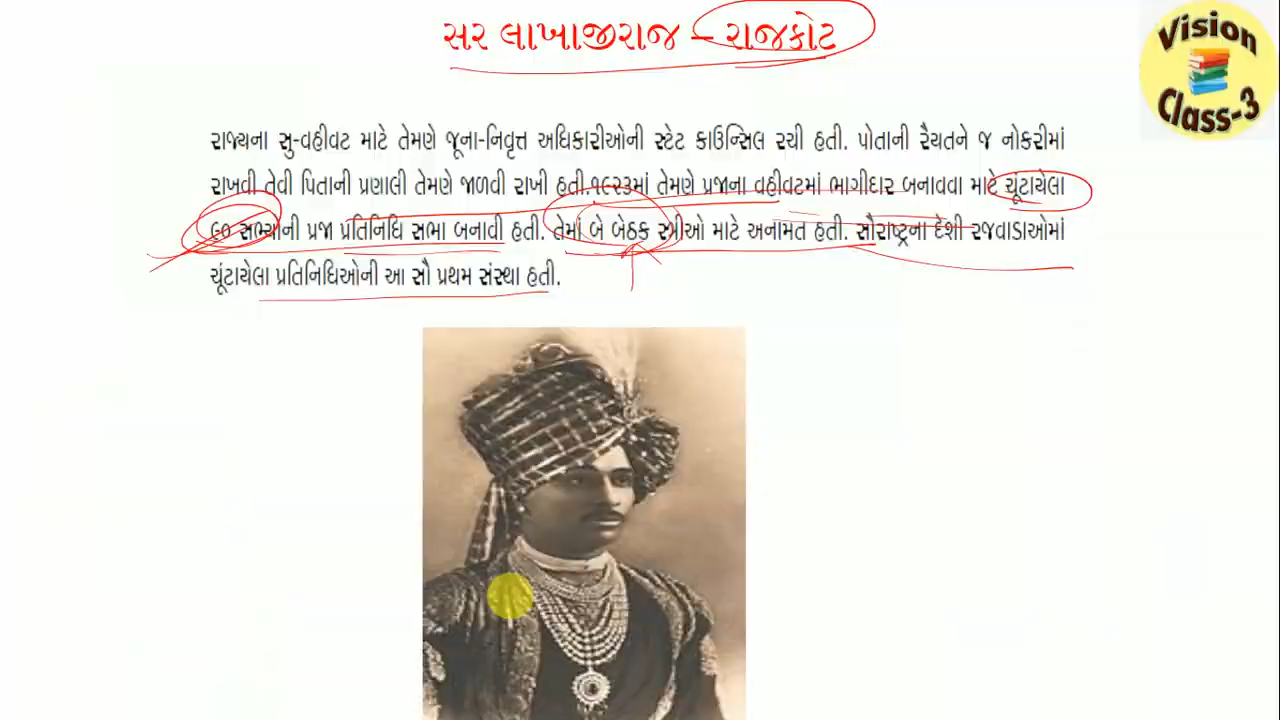 સર લાખાજીરાજ – રાજકોટ
Vision
Class-3
રાજ્યના સુ-વહીવટ માટે તેમણે જૂના-નિવૃત્ત અધિકારીઓની સ્ટેટ કાઉન્સિલ રચી હતી. પોતાની રૈયતને જ નોકરીમાં
રાખવી તેવી પિતાની પ્રણાલી તેમણે જાળવી રાખી હતી.૧૯૨૩માં તેમણે પ્રજાના વહીવટમાં ભાગીદાર બનાવવા માટે ચૂંટાયેલા
૯૦ સભ્યોની પ્રજા પ્રતિનિધિ સભા બનાવી હતી. તેમાં બે બેઠક સ્ત્રીઓ માટે અનામત હતી. સૌરાષ્ટ્રના દેશી રજવાડાઓમાં
ચૂંટાયેલા પ્રતિનિધિઓની આ સૌ પ્રથમ સંસ્થા હતી.